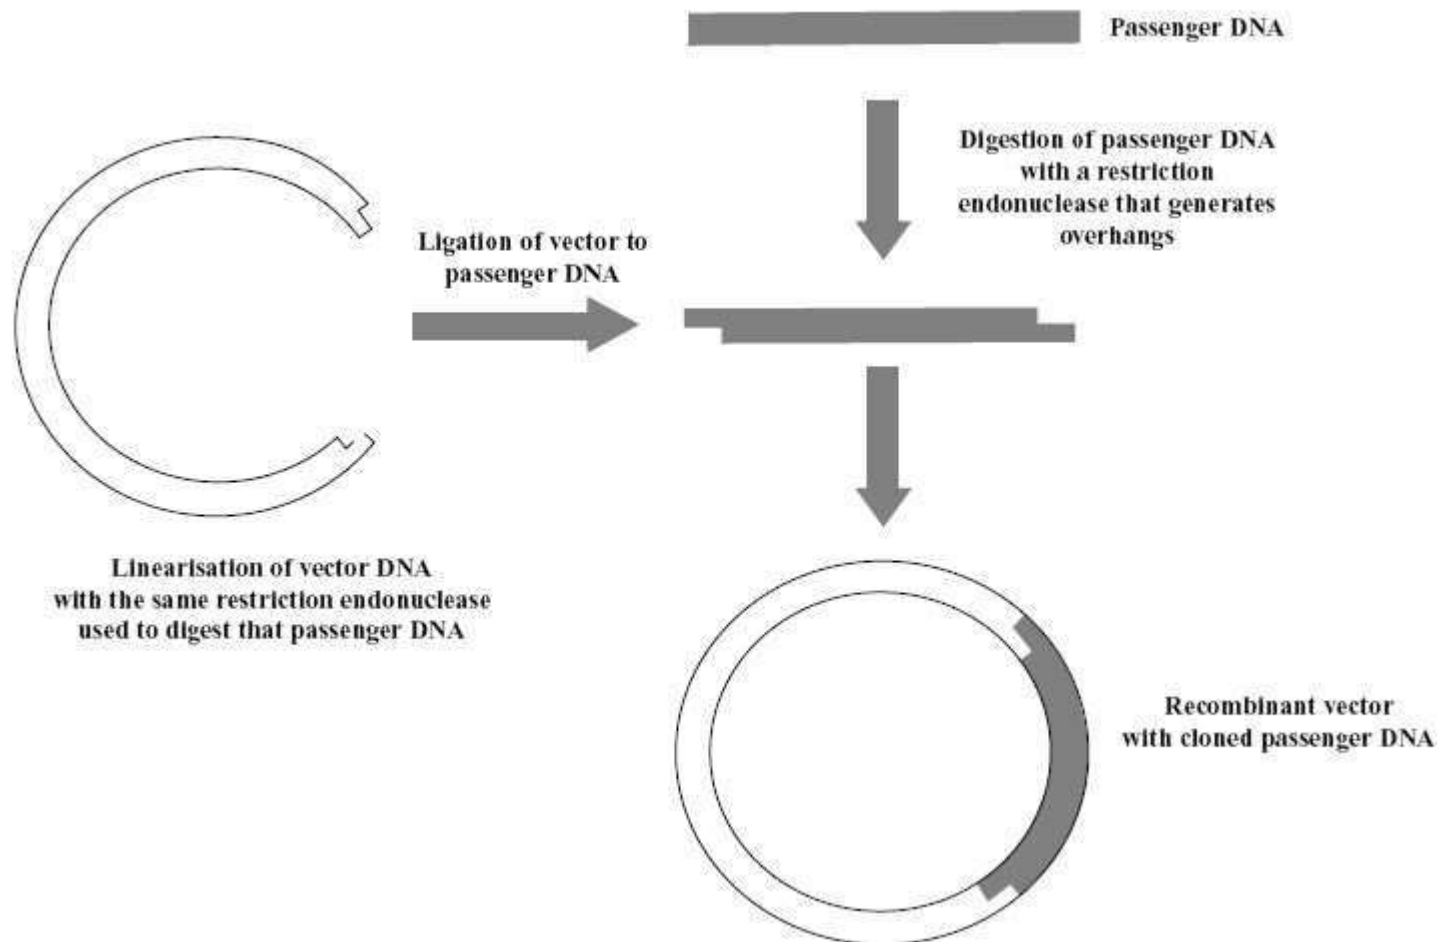 Passenger DNA
Digestion of passenger DNA
with a restriction
endonuclease that generates
overhangs
Ligation of vector to
passenger DNA
Linearisation of vector DNA
with the same restriction endonuclease
used to digest that passenger DNA
Recombinant vector
with cloned passenger DNA